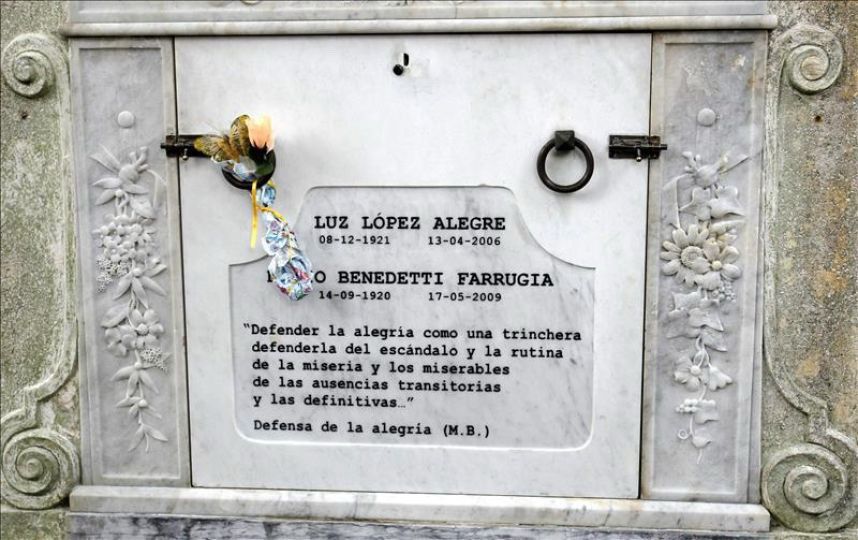 LUZ LÓPEZ ALEGRE
08-12-1921 13-04-2006
BENEDETTI FARRUGIA
14-09-1920 17-05-2009
“Defender la alegría como una trinchera
defenderla del escándalo y la rutina
de la miseria y los miserables
de las ausencias transitorias
y las definitivas…”
Defensa de la alegría (M.B.)